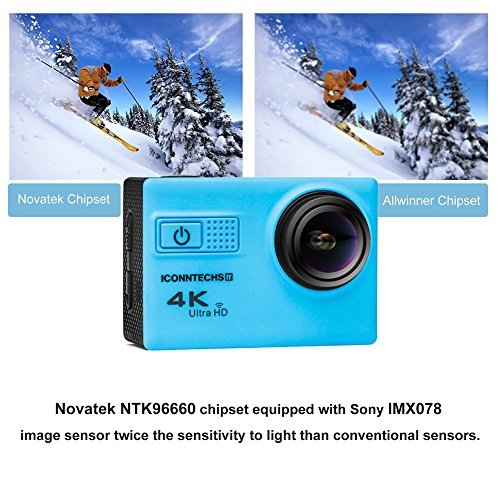 Novatek Chipset
Allwinner Chipset
ICONNTECHS IT
4K
Ultra HD
Novatek NTK96660 chipset equipped with Sony IMX078
image sensor twice the sensitivity to light than conventional sensors.